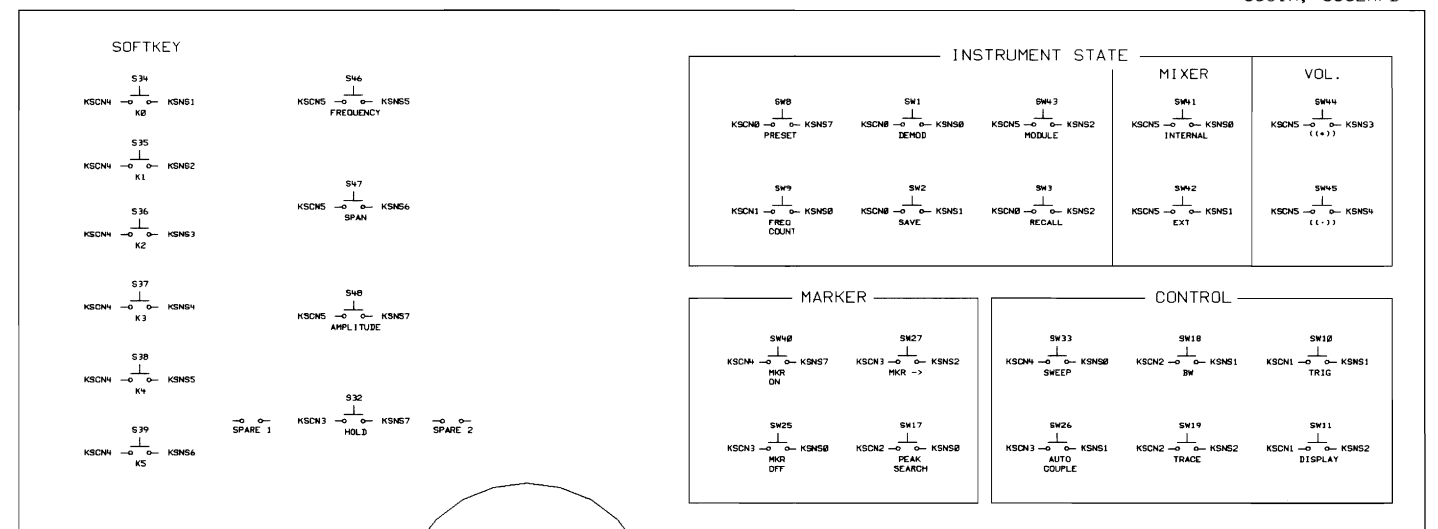 SOFTKEY
S34
KSCN4 KSNS1
K0
S35
KSCN4 KSNS2
K1
S36
KSCN4 KSNS3
K2
S37
KSCN4 KSNS4
K3
S38
KSCN4 KSNS5
K4
S39
KSCN4 KSNS6
K5
S46
KSCN5 KSNS5
FREQUENCY
S47
KSCN5 KSNS6
SPAN
S48
KSCN5 KSNS7
AMPLITUDE
SPARE 1
S32
KSCN3 KSNS7
HOLD
SPARE 2
INSTRUMENT STATE
MIXER
VOL.
SW8
KSCN0 KSNS7
PRESET
SW1
KSCN0 KSNS0
DEMOD
SW43
KSCN5 KSNS2
MODULE
SW41
KSCN5 KSNS0
INTERNAL
SW44
KSCN5 KSNS3
((+))
SW9
KSCN1 KSNS0
FREQ
COUNT
SW2
KSCN0 KSNS1
SAVE
SW3
KSCN0 KSNS2
RECALL
SW42
KSCN5 KSNS1
EXT
SW45
KSCN5 KSNS4
((-))
MARKER
SW40
KSCN4 KSNS7
MKR
ON
SW27
KSCN3 KSNS2
MKR ->
SW25
KSCN3 KSNS0
MKR
OFF
SW17
KSCN2 KSNS0
PEAK
SEARCH
CONTROL
SW33
KSCN4 KSNS0
SWEEP
SW18
KSCN2 KSNS1
BW
SW10
KSCN1 KSNS1
TRIG
SW26
KSCN3 KSNS1
AUTO
COUPLE
SW19
KSCN2 KSNS2
TRACE
SW11
KSCN1 KSNS2
DISPLAY